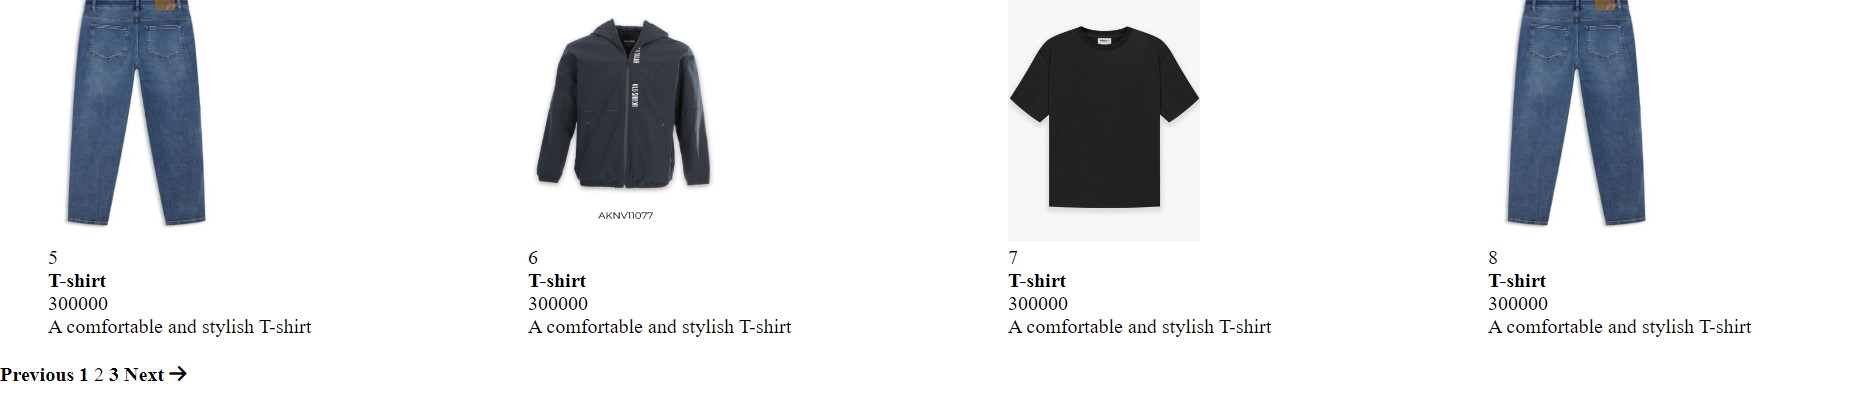 AKNV11077
5
T-shirt
300000
A comfortable and stylish T-shirt
6
T-shirt
300000
A comfortable and stylish T-shirt
7
T-shirt
300000
A comfortable and stylish T-shirt
8
T-shirt
300000
A comfortable and stylish T-shirt
Previous 1 2 3 Next →